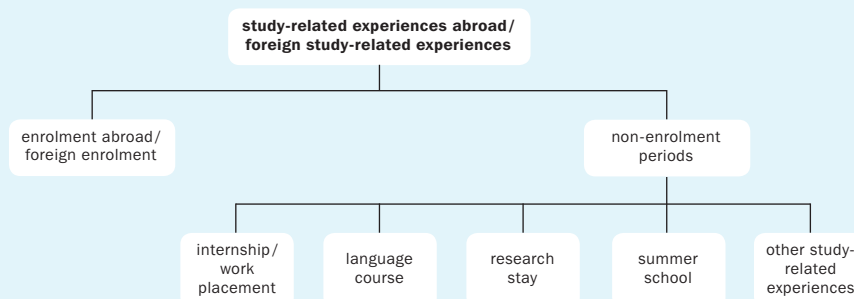 study-related experiences abroad/
foreign study-related experiences
enrolment abroad/
foreign enrolment
non-enrolment
periods
internship/
work
placement
language
course
research
stay
summer
school
other study-
related
experiences